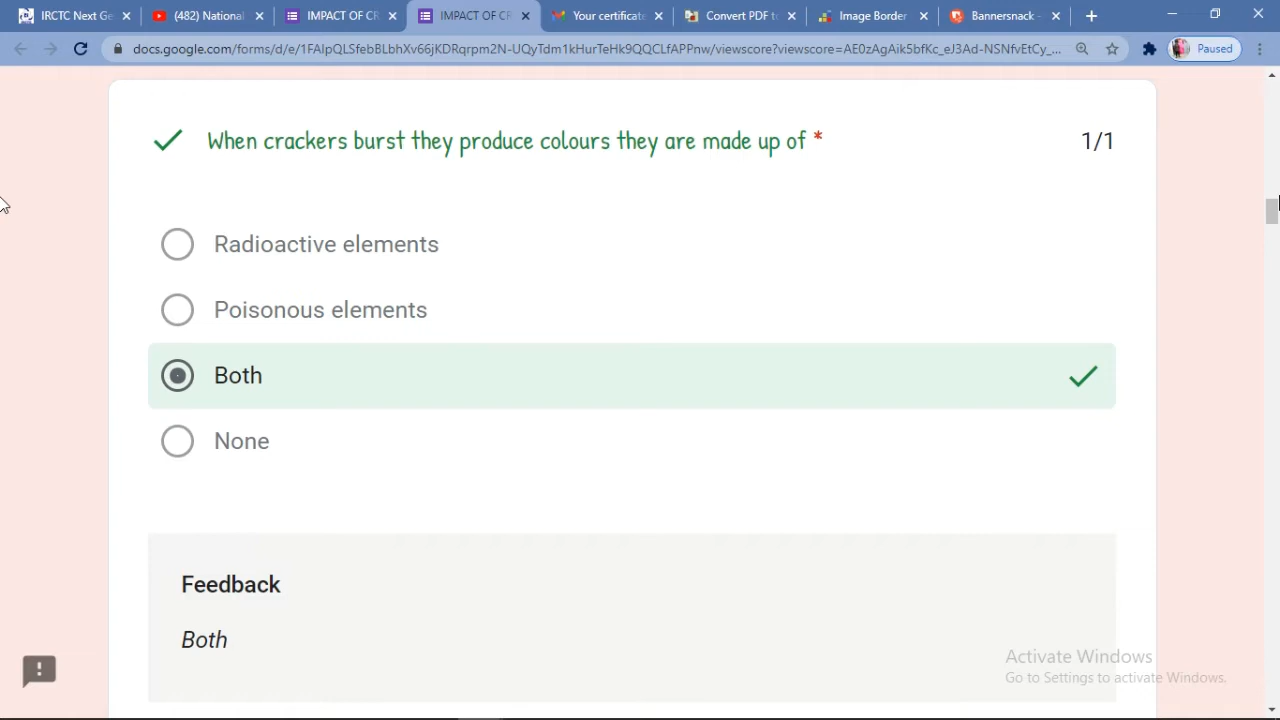 IRCTC Next Ge
(482) National
IMPACT OF CR
IMPACT OF CR
Your certificate
Convert PDF to
Image Border
Bannersnack -
docs.google.com/forms/d/e/1FAIpQLSfebBLbhXv66jKDRqrpm2N-UQyTdm1kHurTeHk9QQCLfAPPnw/viewscore?viewscore=AE0zAgAik5bfKc_eJ3Ad-NSNfvEtCy_...
Paused
When crackers burst they produce colours they are made up of *
1/1
Radioactive elements
Poisonous elements
Both
None
Feedback
Both
Activate Windows
Go to Settings to activate Windows.